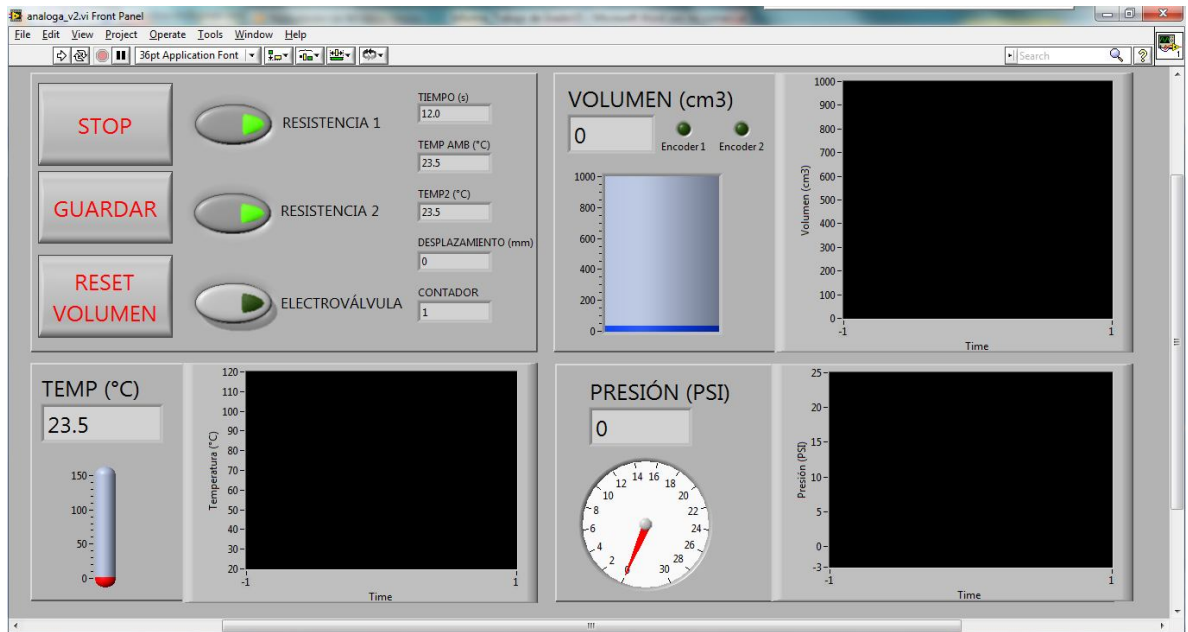 analoga_v2.vi Front Panel
File Edit View Project Operate Tools Window Help
36pt Application Font
Search
1
STOP
GUARDAR
RESET
VOLUMEN
RESISTENCIA 1
RESISTENCIA 2
ELECTROVÁLVULA
TIEMPO (s)
12.0
TEMP AMB (°C)
23.5
TEMP2 (°C)
23.5
DESPLAZAMIENTO (mm)
0
CONTADOR
1
VOLUMEN (cm3)
0
Encoder1 Encoder 2
1000
800
600
400
200
0
Volumen (cm3)
1000
900
800
700
600
500
400
300
200
100
0
-1 1
Time
TEMP (°C)
23.5
150
100
50
0
Temperatura (°C)
120
110
100
90
80
70
60
50
40
30
20
-1 1
Time
PRESIÓN (PSI)
0
0 2 4 6 8 10 12 14 16 18 20 22 24 26 28 30
Presión (PSI)
25
20
15
10
5
0
-3
-1 1
Time